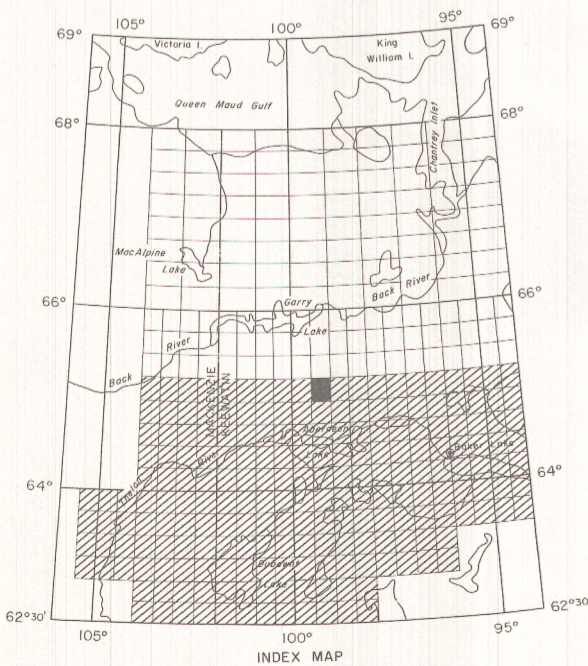 105°
100°
95°
69°
69°
Victoria I.
King
William I.
Queen Maud Gulf
Chantrey Inlet
68°
68°
MacAlpine
Lake
Back River
66°
66°
Garry
Lake
Back River
MACKENZIE
KEEWATIN
Aberdeen
Lake
Baker Lake
Thelon River
64°
64°
Dubawnt
Lake
62°30'
62°30'
105°
100°
95°
INDEX MAP